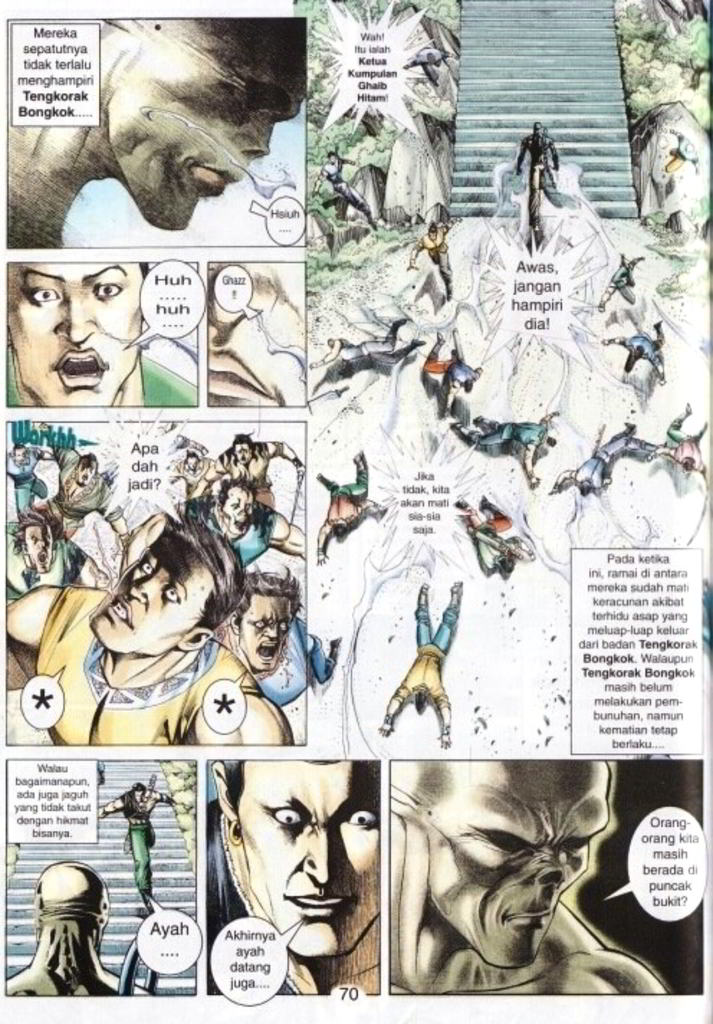 Mereka
sepatutnya
tidak terlalu
menghampiri
Tengkorak
Bongkok.....
Hsiuh
....
Wah!
Itu ialah
Ketua
Kumpulan
Ghaib
Hitam!
Awas,
jangan
hampiri
dia!
Huh
.....
huh
....
Ghazz
!!
Warkhh
Apa
dah
jadi?
*
*
Jika
tidak, kita
akan mati
sia-sia
saja.
Pada ketika
ini, ramai di antara
mereka sudah mati
keracunan akibat
terhidu asap yang
meluap-luap keluar
dari badan Tengkorak
Bongkok. Walaupun
Tengkorak Bongkok
masih belum
melakukan pem-
bunuhan, namun
kematian tetap
berlaku....
Walau
bagaimanapun,
ada juga jaguh
yang tidak takut
dengan hikmat
bisanya.
Ayah
....
Akhirnya
ayah
datang
juga....
Orang-
orang kita
masih
berada di
puncak
bukit?
70